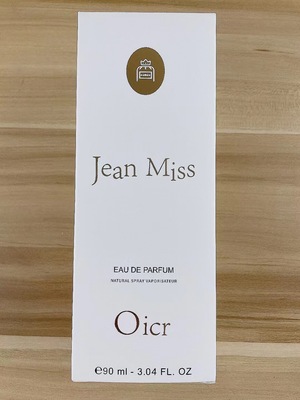 Jean Miss
EAU DE PARFUM
NATURAL SPRAY VAPORISATEUR
Oicr
℮90 ml - 3.04 FL. OZ